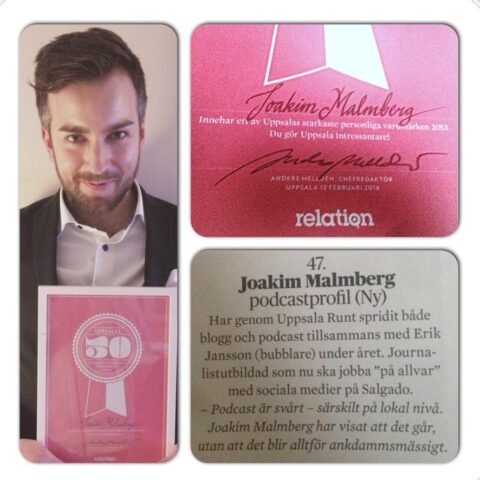 UPPSALAS
50
Joakim Malmberg
relation
Joakim Malmberg
Innehar ett av Uppsalas starkaste personliga varumärken 2013.
Du gör Uppsala intressantare!
ANDERS MELLDÉN, CHEFREDAKTÖR
UPPSALA 12 FEBRUARI 2014
relation
47.
Joakim Malmberg
podcastprofil (Ny)
Har genom Uppsala Runt spridit både
blogg och podcast tillsammans med Erik
Jansson (bubblare) under året. Journa-
listutbildad som nu ska jobba ”på allvar”
med sociala medier på Salgado.
– Podcast är svårt – särskilt på lokal nivå.
Joakim Malmberg har visat att det går,
utan att det blir alltför ankdammsmässigt.